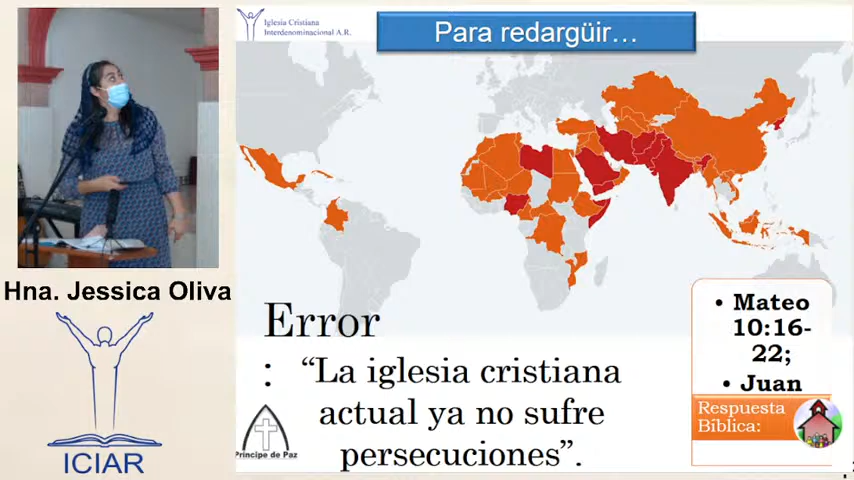 Iglesia Cristiana
Interdenominacional A.R.
Para redargüir...
Hna. Jessica Oliva
ICIAR
Error
: “La iglesia cristiana
actual ya no sufre
persecuciones”.
Príncipe de Paz
• Mateo
10:16-
22;
• Juan
Respuesta
Bíblica: